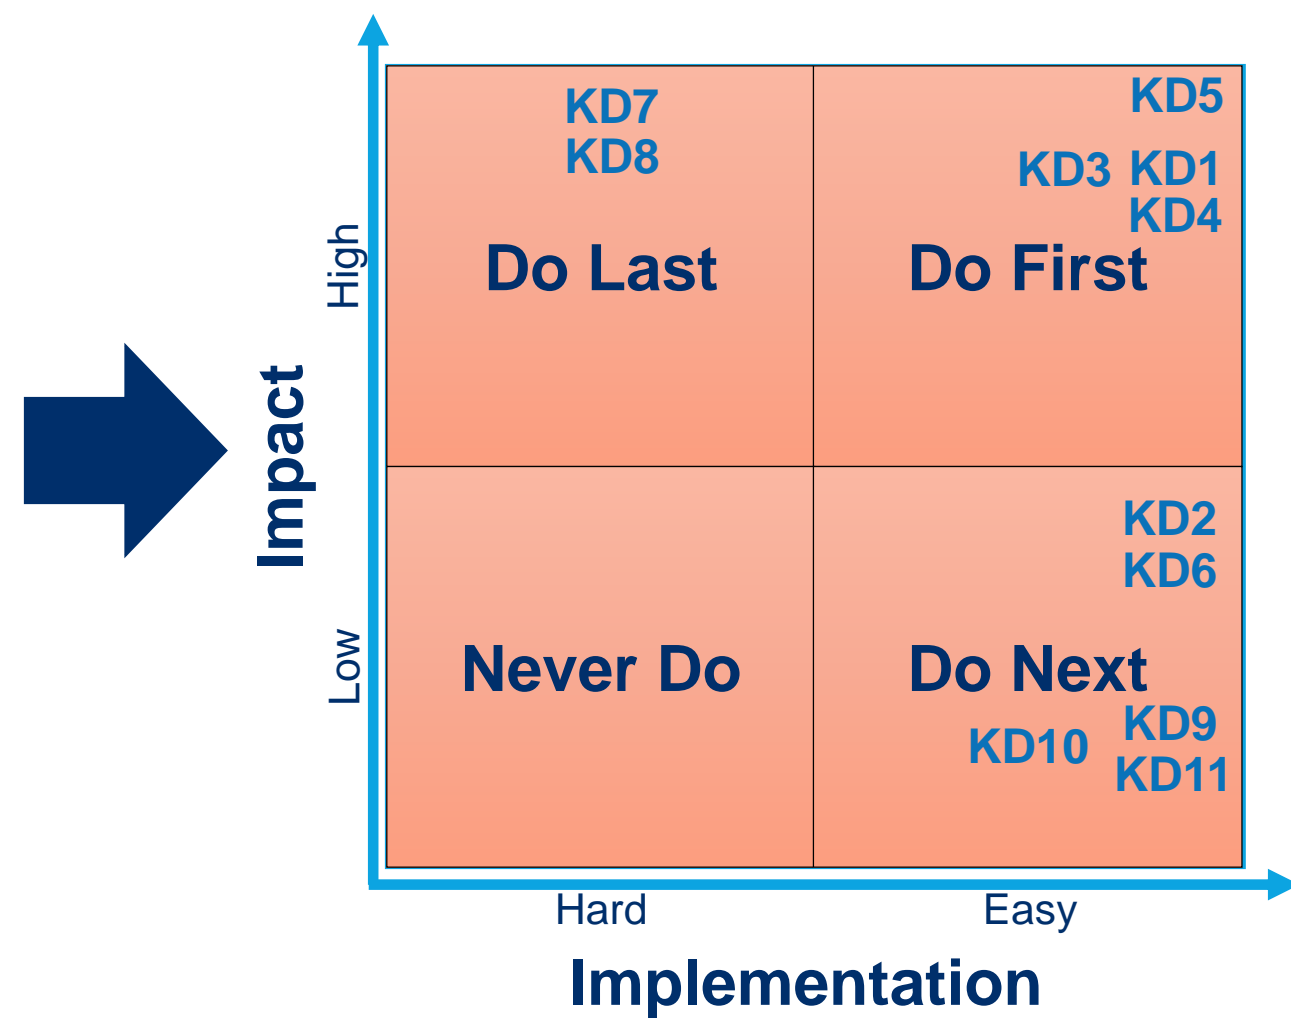 KD7
KD8
KD5
KD3 KD1
KD4
High
Do Last
Do First
Impact
KD2
KD6
Low
Never Do
Do Next
KD9
KD10
KD11
Hard
Easy
Implementation